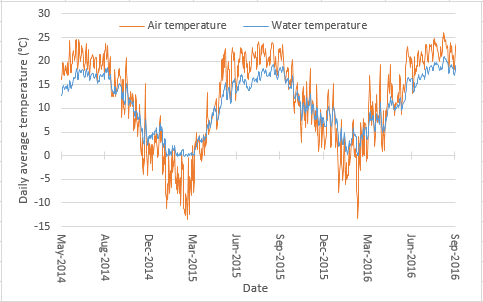 Air temperature Water temperature
Daily average temperature (°C)
30
25
20
15
10
5
0
-5
-10
-15
May-2014 Aug-2014 Dec-2014 Mar-2015 Jun-2015 Sep-2015 Dec-2015 Mar-2016 Jun-2016 Sep-2016
Date